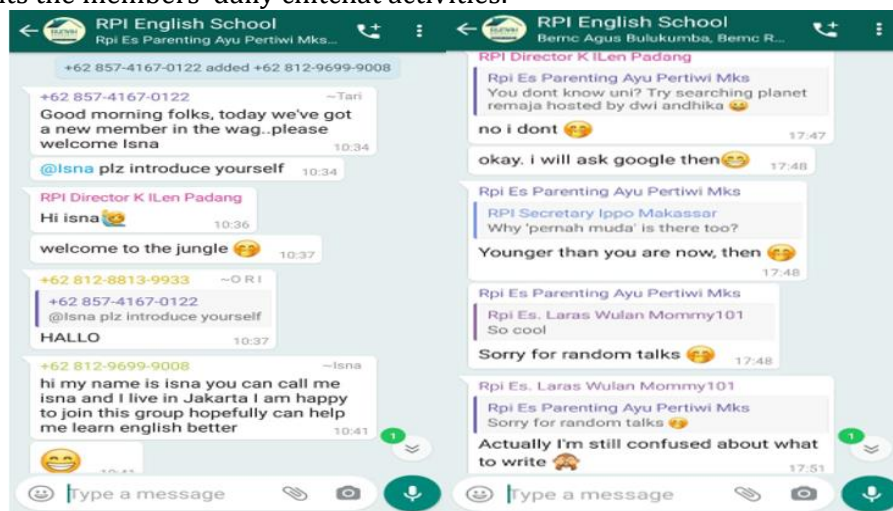 its the members' daily chitchat activities.
RPI English School
Rpi Es Parenting Ayu Pertiwi Mks...
+62 857-4167-0122 added +62 812-9699-9008
+62 857-4167-0122 ~Tari
Good morning folks, today we've got
a new member in the wag..please
welcome Isna 10:34
@Isna plz introduce yourself 10:34
RPI Director K ILen Padang
Hi isna🙋 10:36
welcome to the jungle 🤭 10:37
+62 812-8813-9933 ~O R I
+62 857-4167-0122
@Isna plz introduce yourself
HALLO 10:37
+62 812-9699-9008 ~Isna
hi my name is isna you can call me
isna and I live in Jakarta I am happy
to join this group hopefully can help
me learn english better 10:41
😁 10:41
1
Type a message
RPI English School
Bemc Agus Bulukumba, Bemc R...
RPI Director K ILen Padang
Rpi Es Parenting Ayu Pertiwi Mks
You dont know uni? Try searching planet
remaja hosted by dwi andhika 😀
no i dont 🤭 17:47
okay. i will ask google then🤭 17:48
Rpi Es Parenting Ayu Pertiwi Mks
RPI Secretary Ippo Makassar
Why 'pernah muda' is there too?
Younger than you are now, then 🤭
17:48
Rpi Es Parenting Ayu Pertiwi Mks
Rpi Es. Laras Wulan Mommy101
So cool
Sorry for random talks 🤭 17:48
Rpi Es. Laras Wulan Mommy101
Rpi Es Parenting Ayu Pertiwi Mks
Sorry for random talks 🤭
Actually I'm still confused about what
to write 🙈 17:51
1
Type a message